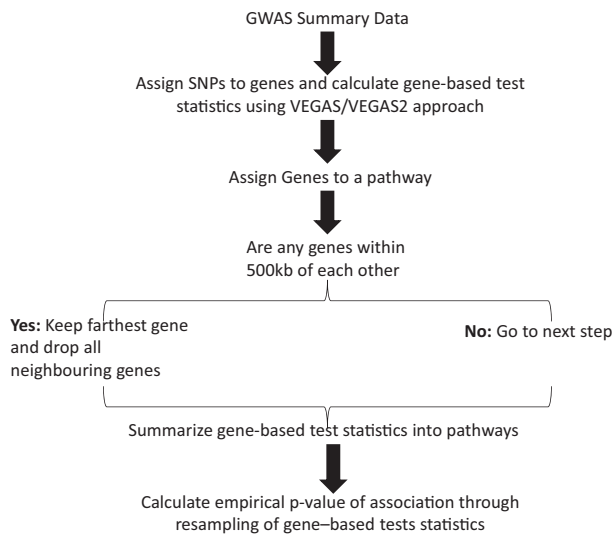 GWAS Summary Data
Assign SNPs to genes and calculate gene-based test
statistics using VEGAS/VEGAS2 approach
Assign Genes to a pathway
Are any genes within
500kb of each other
Yes: Keep farthest gene
and drop all
neighbouring genes
No: Go to next step
Summarize gene-based test statistics into pathways
Calculate empirical p-value of association through
resampling of gene–based tests statistics